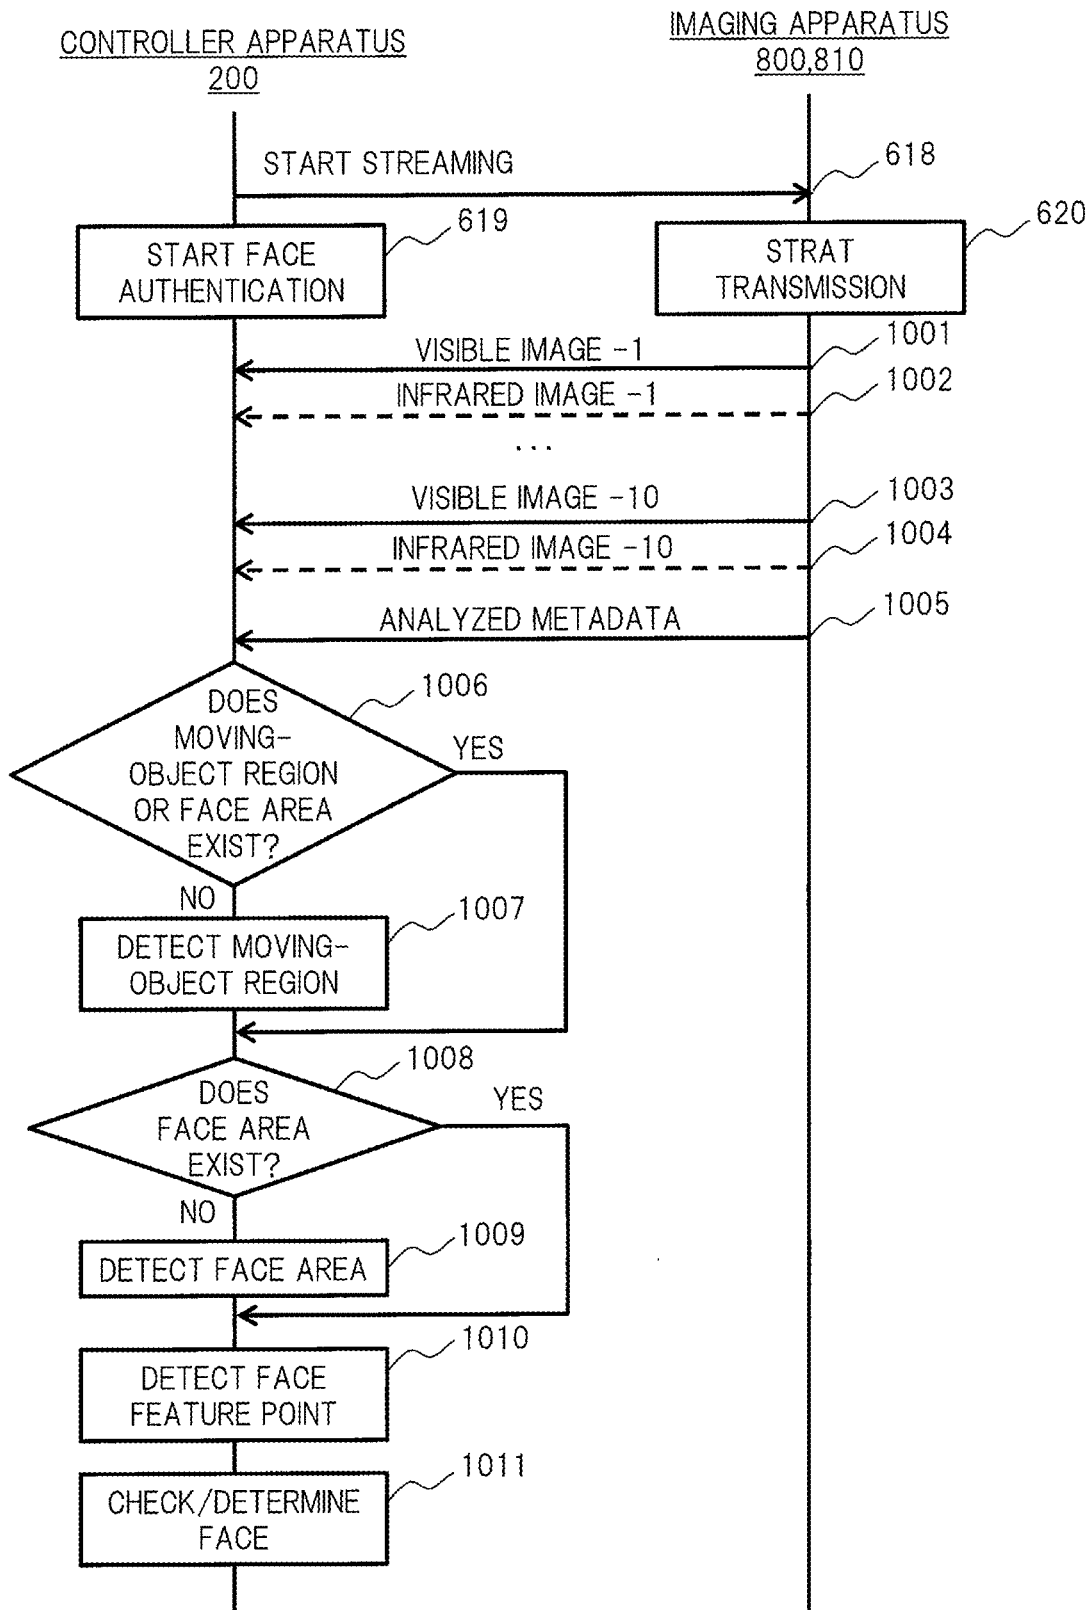 CONTROLLER APPARATUS
200
IMAGING APPARATUS
800,810
START STREAMING
618
619
START FACE
AUTHENTICATION
620
STRAT
TRANSMISSION
VISIBLE IMAGE -1
1001
INFRARED IMAGE -1
1002
...
VISIBLE IMAGE -10
1003
INFRARED IMAGE -10
1004
ANALYZED METADATA
1005
1006
DOES
MOVING-
OBJECT REGION
OR FACE AREA
EXIST?
YES
NO
1007
DETECT MOVING-
OBJECT REGION
1008
DOES
FACE AREA
EXIST?
YES
NO
1009
DETECT FACE AREA
1010
DETECT FACE
FEATURE POINT
1011
CHECK/DETERMINE
FACE